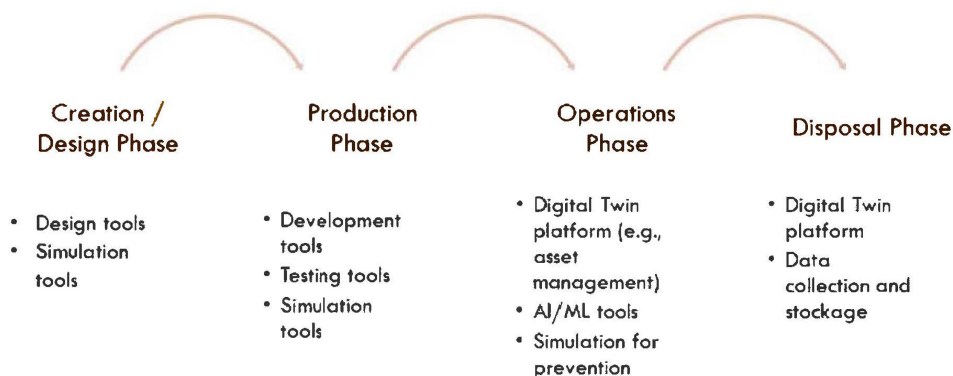 Creation /
Design Phase
• Design tools
• Simulation
tools
Production
Phase
• Development
tools
• Testing tools
• Simulation
tools
Operations
Phase
• Digital Twin
platform (e.g.,
asset
management)
• AI/ML tools
• Simulation for
prevention
Disposal Phase
• Digital Twin
platform
• Data
collection and
stockage